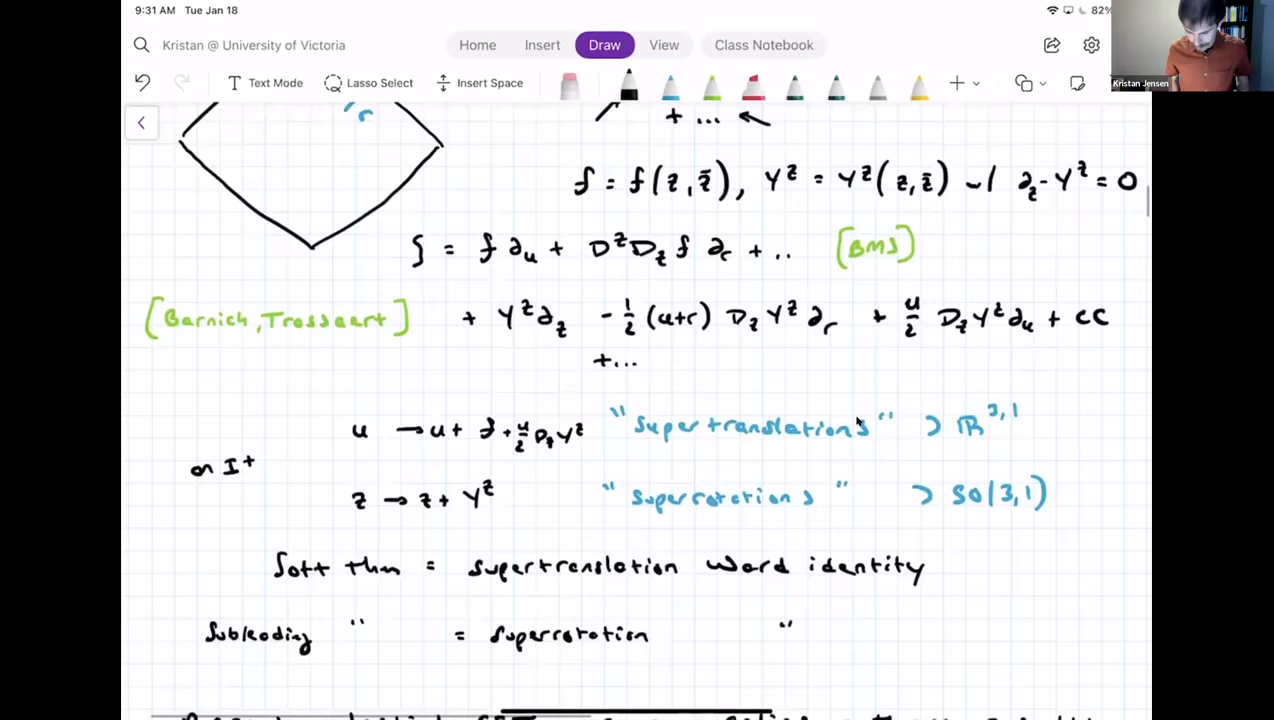 9:31 AM Tue Jan 18
82%
Kristan @ University of Victoria
Home Insert Draw View Class Notebook
Text Mode Lasso Select Insert Space
Kristan Jensen
r
+ ... ←
f = f(z, z̄), Y^z = Y^z(z, z̄) w/ ∂_z̄ Y^z = 0
ξ = f ∂_u + D^z D_z f ∂_r + .. [BMS]
[Barnich, Trossaert] + Y^z ∂_z - 1/2 (u+r) D_z Y^z ∂_r + u/2 D_z Y^z ∂_u + cc
+...
u → u + f + u/2 D_z Y^z "Supertranslations" ⊃ ℝ^3,1
on I+
z → z + Y^z "Superrotations" ⊃ SO(3,1)
Soft thm = supertranslation Ward identity
Subleading " = superrotation "